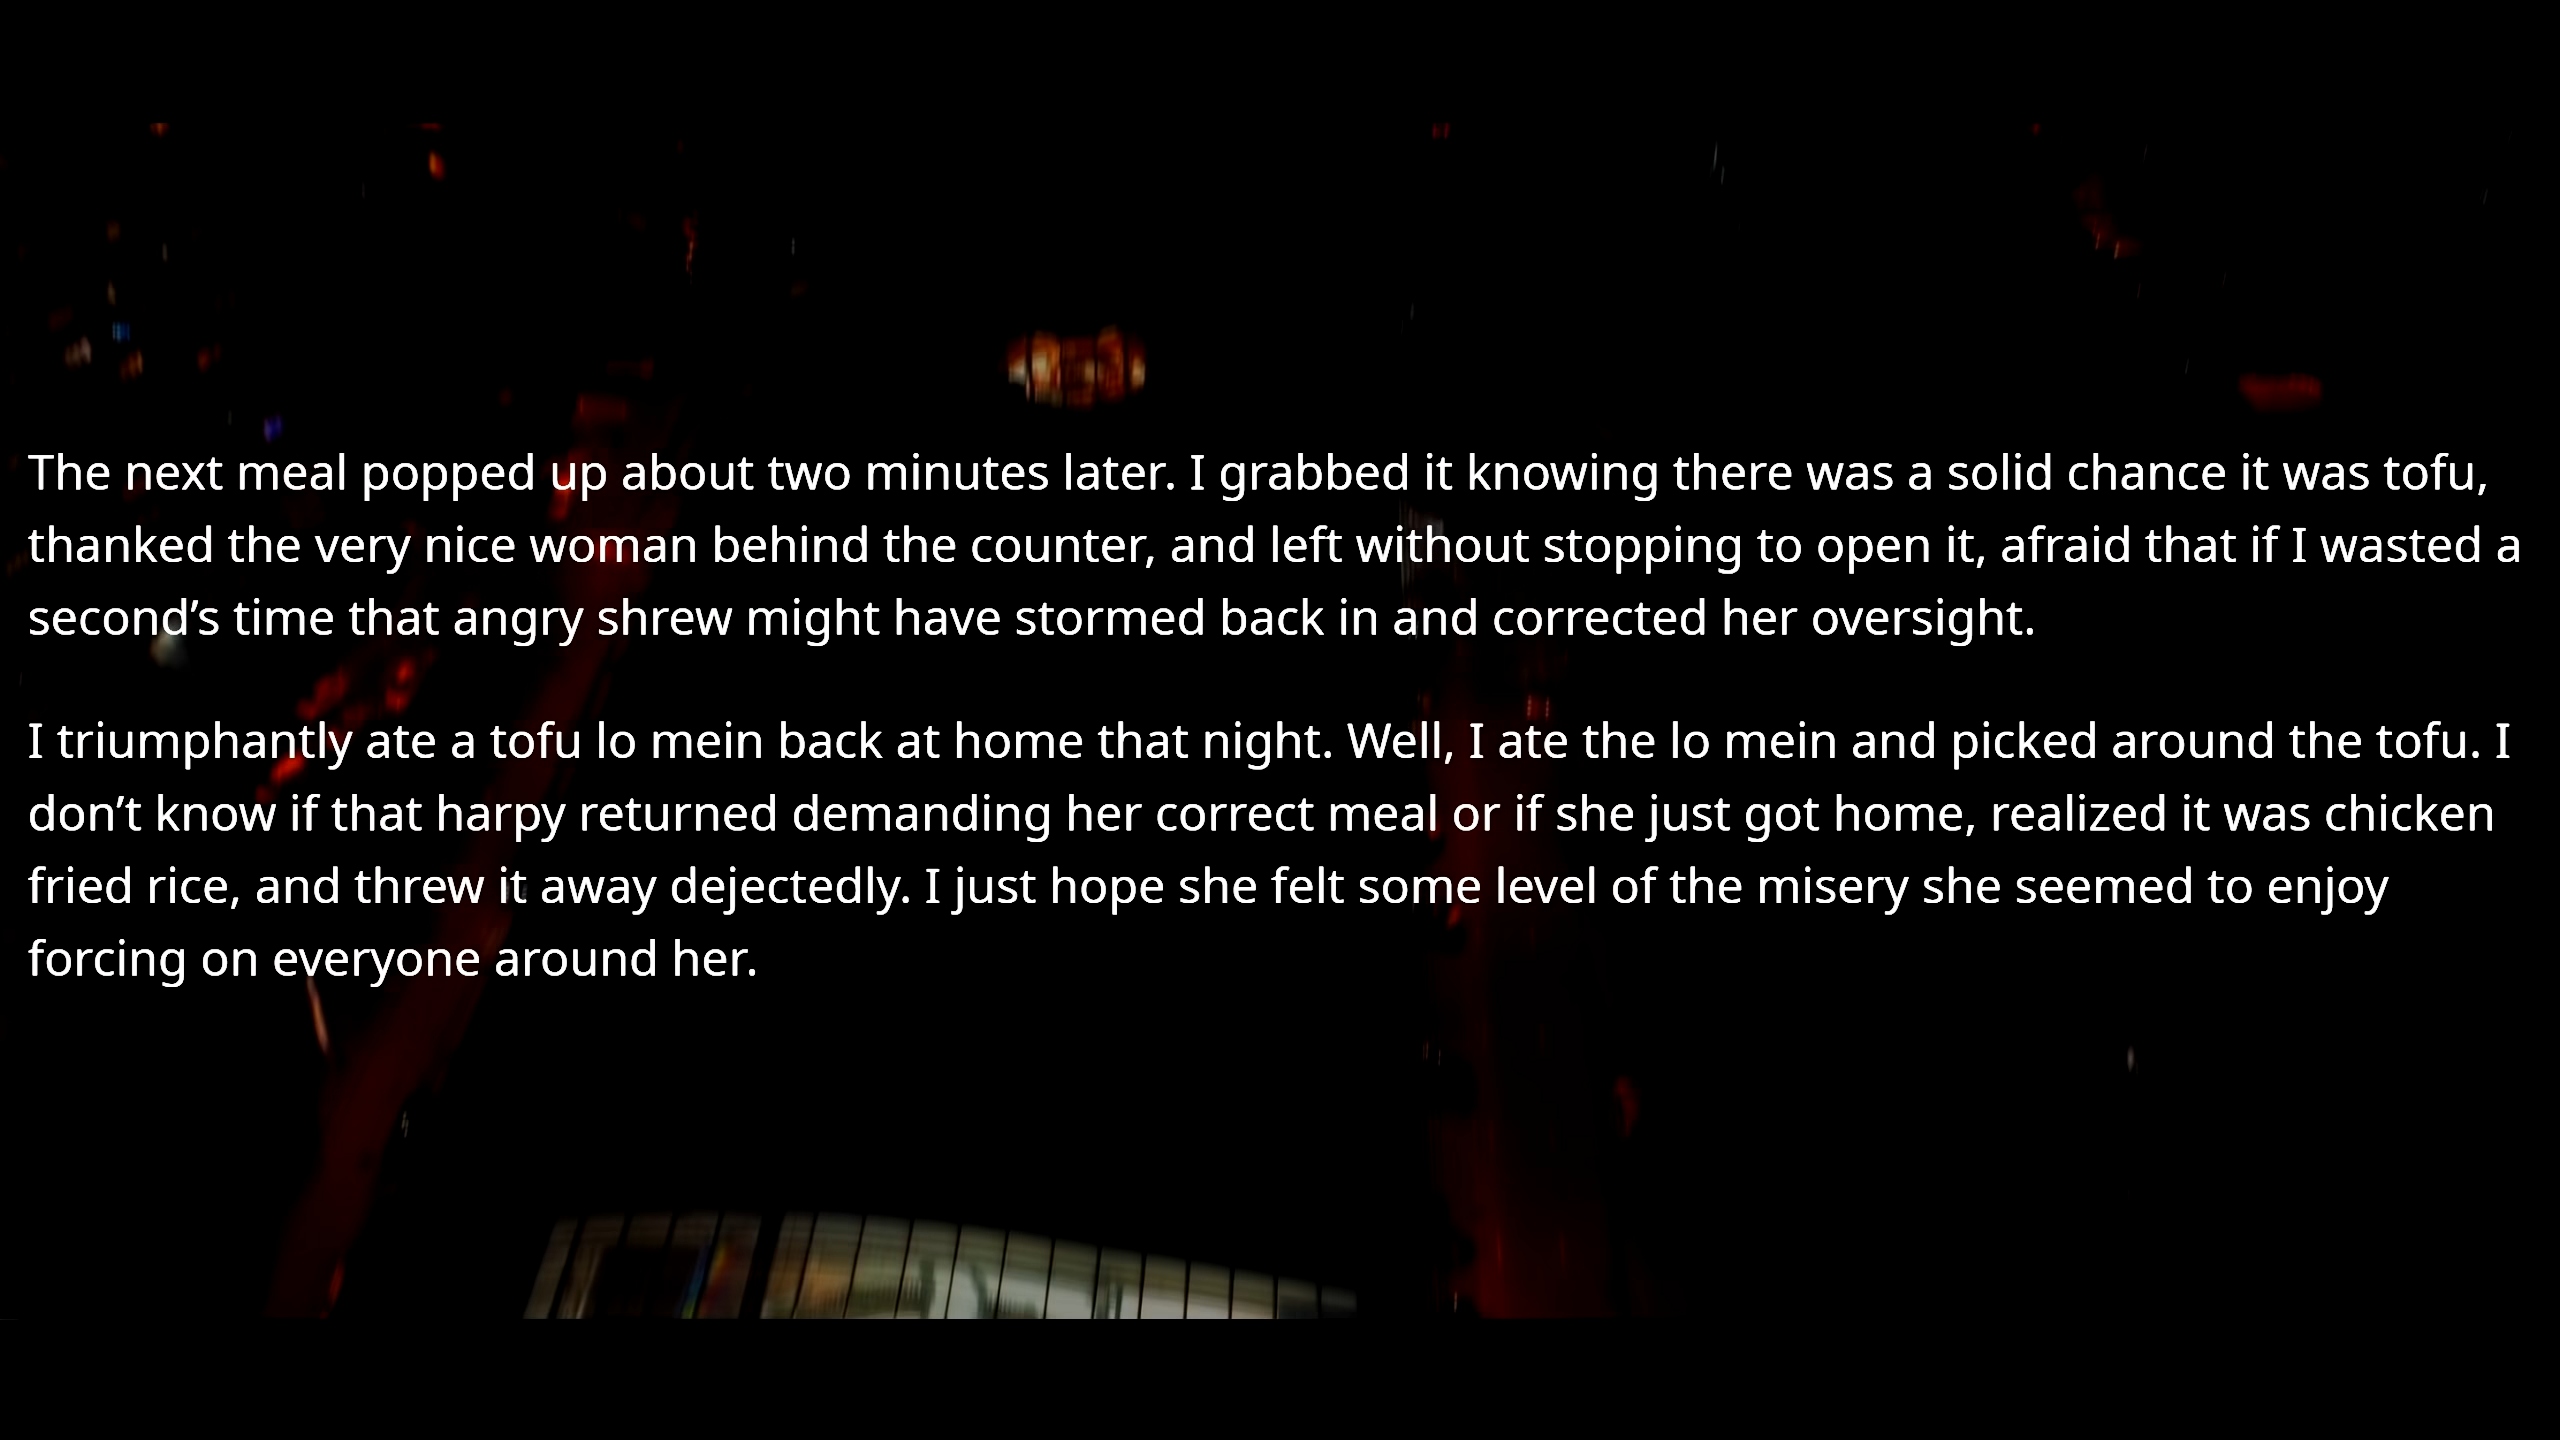 The next meal popped up about two minutes later. I grabbed it knowing there was a solid chance it was tofu,
thanked the very nice woman behind the counter, and left without stopping to open it, afraid that if I wasted a
second’s time that angry shrew might have stormed back in and corrected her oversight.
I triumphantly ate a tofu lo mein back at home that night. Well, I ate the lo mein and picked around the tofu. I
don’t know if that harpy returned demanding her correct meal or if she just got home, realized it was chicken
fried rice, and threw it away dejectedly. I just hope she felt some level of the misery she seemed to enjoy
forcing on everyone around her.